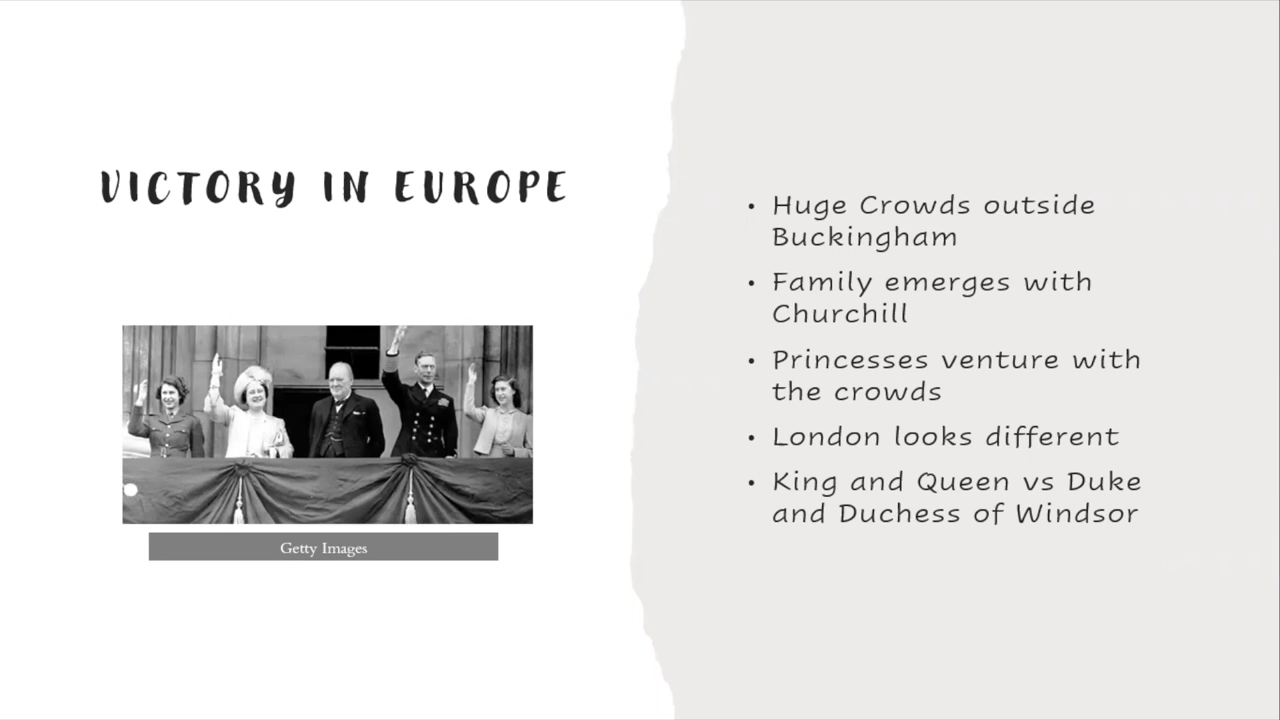 VICTORY IN EUROPE
Getty Images
• Huge Crowds outside
Buckingham
• Family emerges with
Churchill
• Princesses venture with
the crowds
• London looks different
• King and Queen vs Duke
and Duchess of Windsor